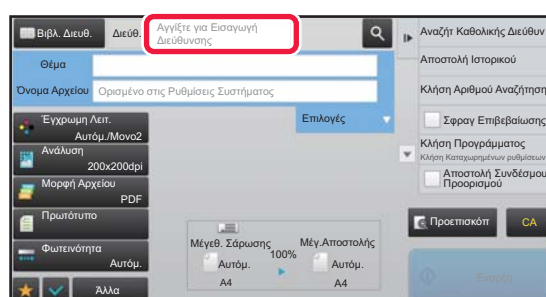 Βιβλ. Διευθ.
Διεύθ.
Αγγίξτε για Εισαγωγή
Διεύθυνσης
Θέμα
Όνομα Αρχείου
Ορισμένο στις Ρυθμίσεις Συστήματος
Έγχρωμη Λειτ.
Αυτόμ./Μονο2
Επιλογές
Ανάλυση
200x200dpi
Μορφή Αρχείου
PDF
Πρωτότυπο
Φωτεινότητα
Αυτόμ.
Άλλα
Μέγεθ. Σάρωσης
100%
Μέγ.Αποστολής
Αυτόμ.
Αυτόμ.
A4
A4
Αναζήτ Καθολικής Διεύθυν
Αποστολή Ιστορικού
Κλήση Αριθμού Αναζήτηση
Σφραγ Επιβεβαίωσης
Κλήση Προγράμματος
Κλήση Καταχωρημένων ρυθμίσεων
Αποστολή Συνδέσμου
Προορισμού
Προεπισκόπ
CA
Έναρξη